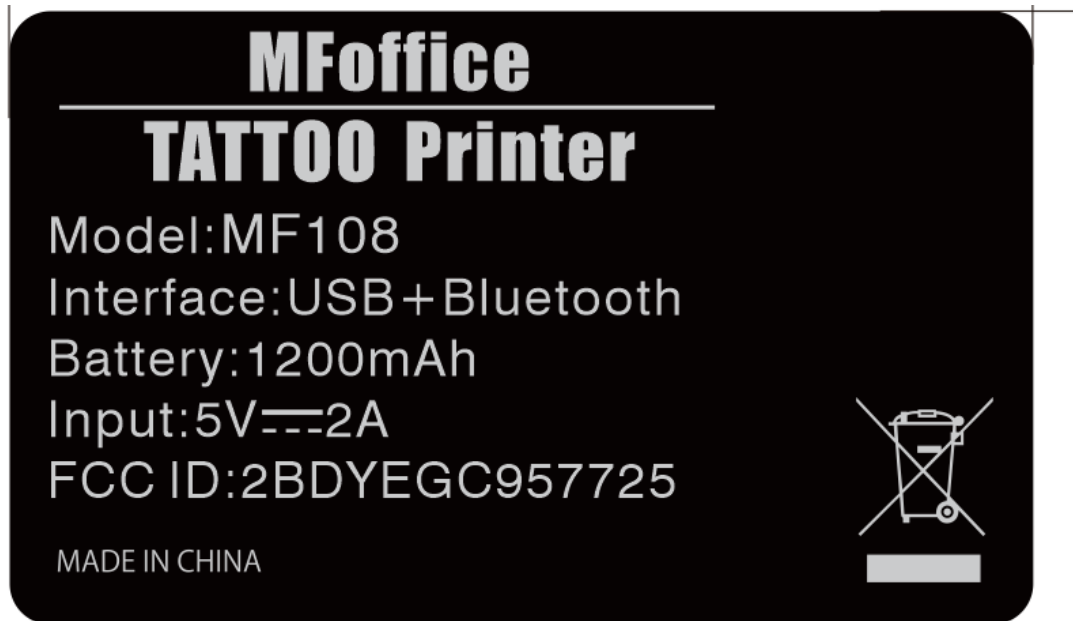 MFoffice
TATTOO Printer
Model:MF108
Interface:USB+Bluetooth
Battery:1200mAh
Input:5V⎓2A
FCC ID:2BDYEGC957725
MADE IN CHINA